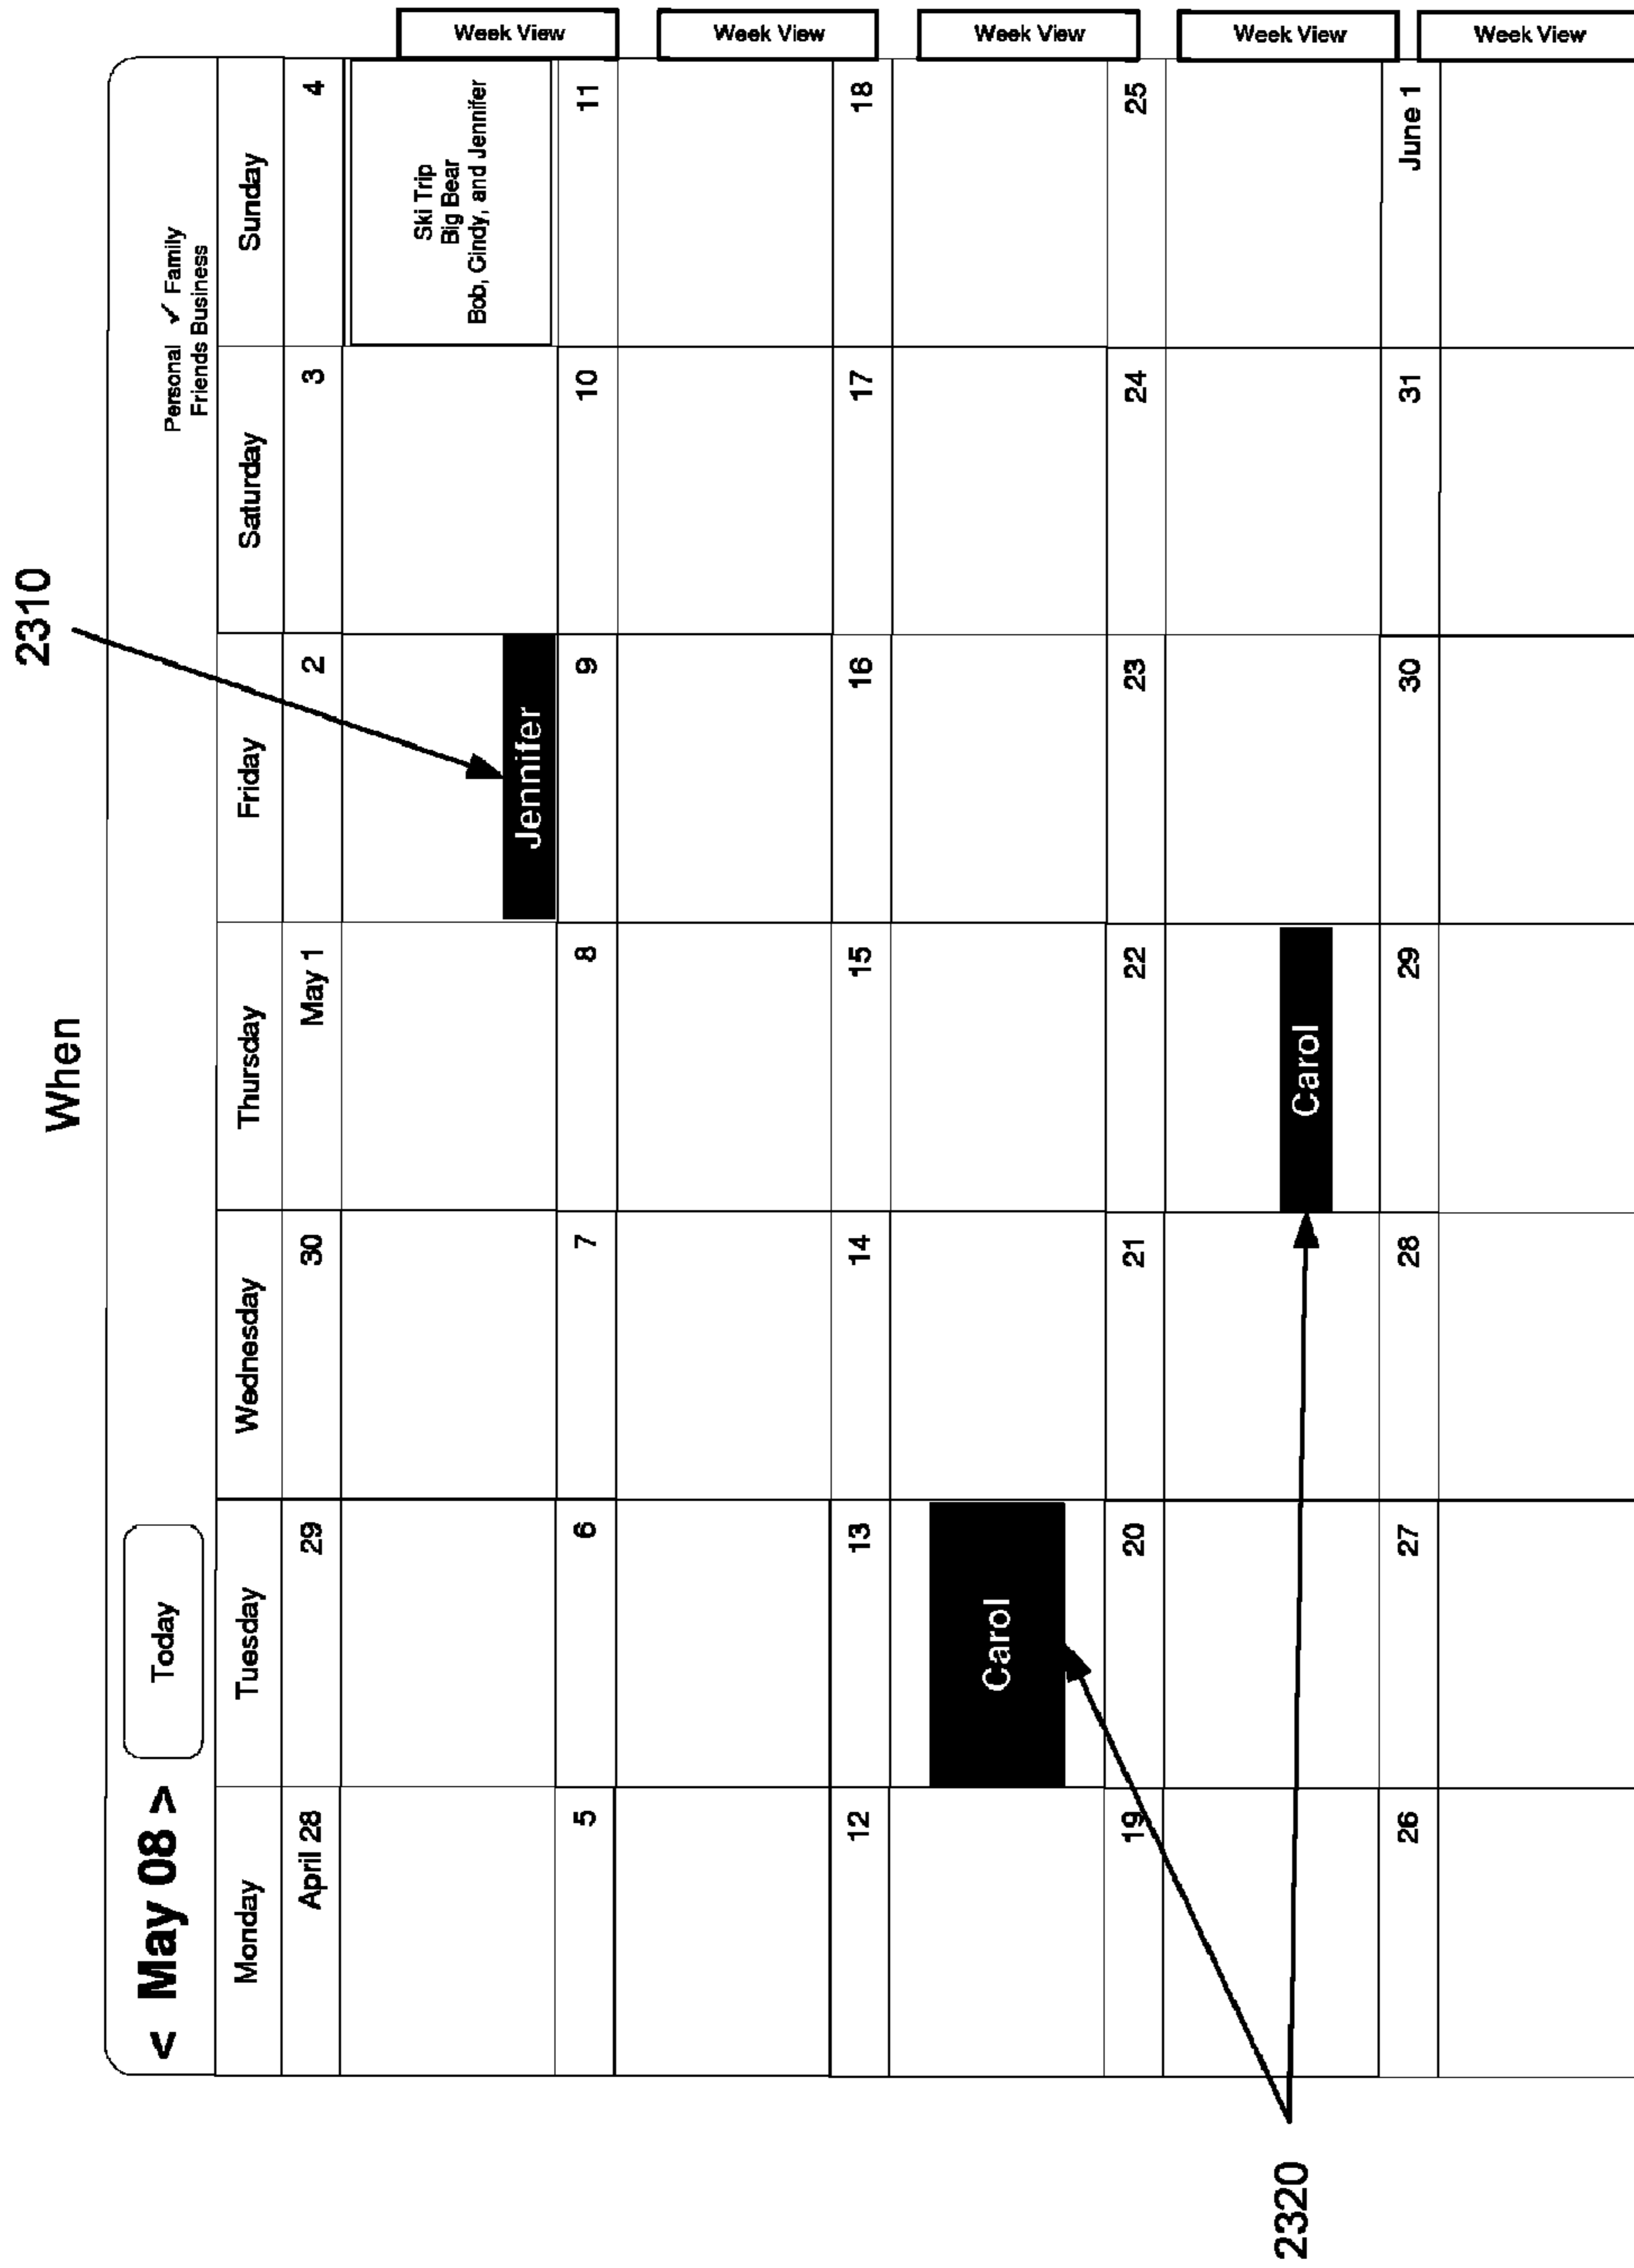 When
2310
< May 08 >
Today
Personal ✓ Family
Friends Business
Monday Tuesday Wednesday Thursday Friday Saturday Sunday
April 28 29 30 May 1 2 3 4
Ski Trip
Big Bear
Bob, Cindy, and Jennifer
Jennifer
Week View
5 6 7 8 9 10 11
Week View
12 13 14 15 16 17 18
Carol
Week View
19 20 21 22 23 24 25
Carol
Week View
26 27 28 29 30 31 June 1
Week View
2320